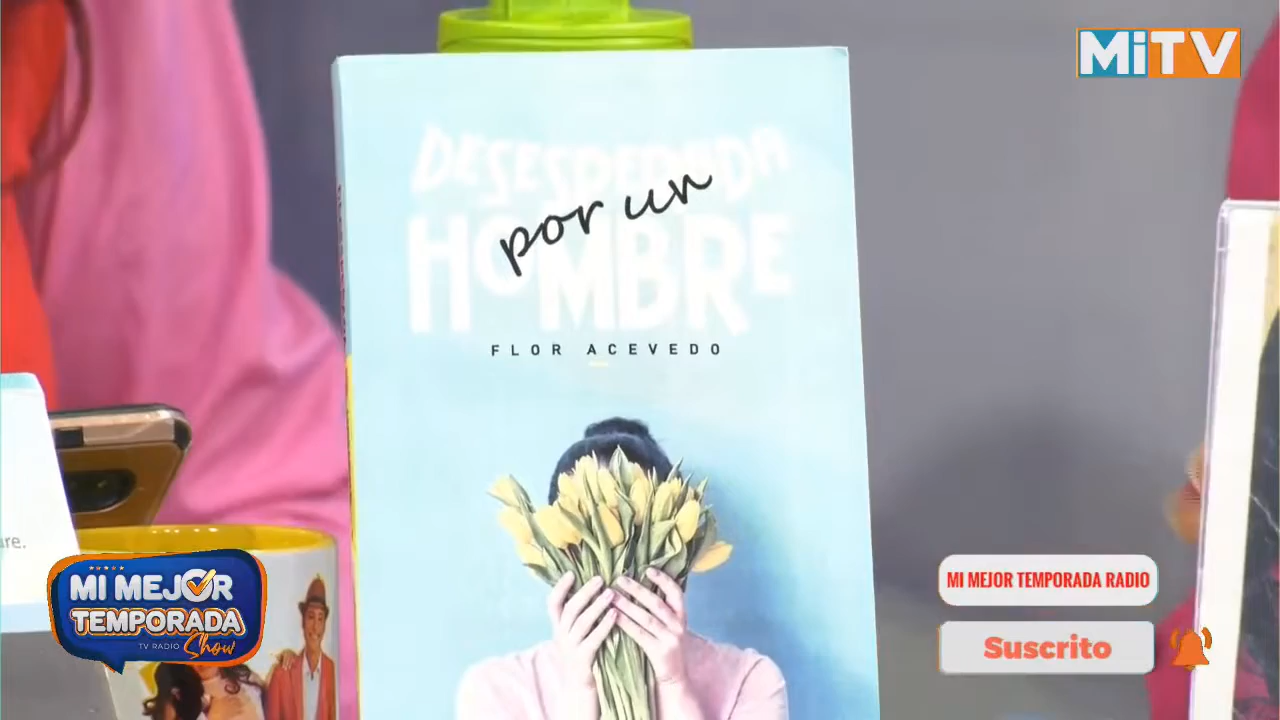 MiTV
DESESPERADA
por un
HOMBRE
FLOR ACEVEDO
MI MEJOR
TEMPORADA
TV RADIO Show
MI MEJOR TEMPORADA RADIO
Suscrito